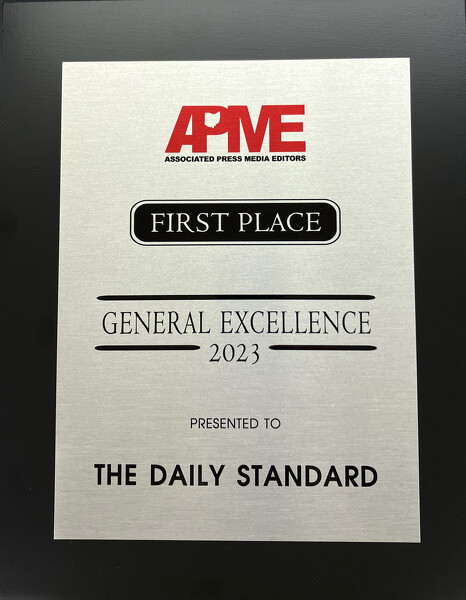 APME
ASSOCIATED PRESS MEDIA EDITORS
FIRST PLACE
GENERAL EXCELLENCE
2023
PRESENTED TO
THE DAILY STANDARD